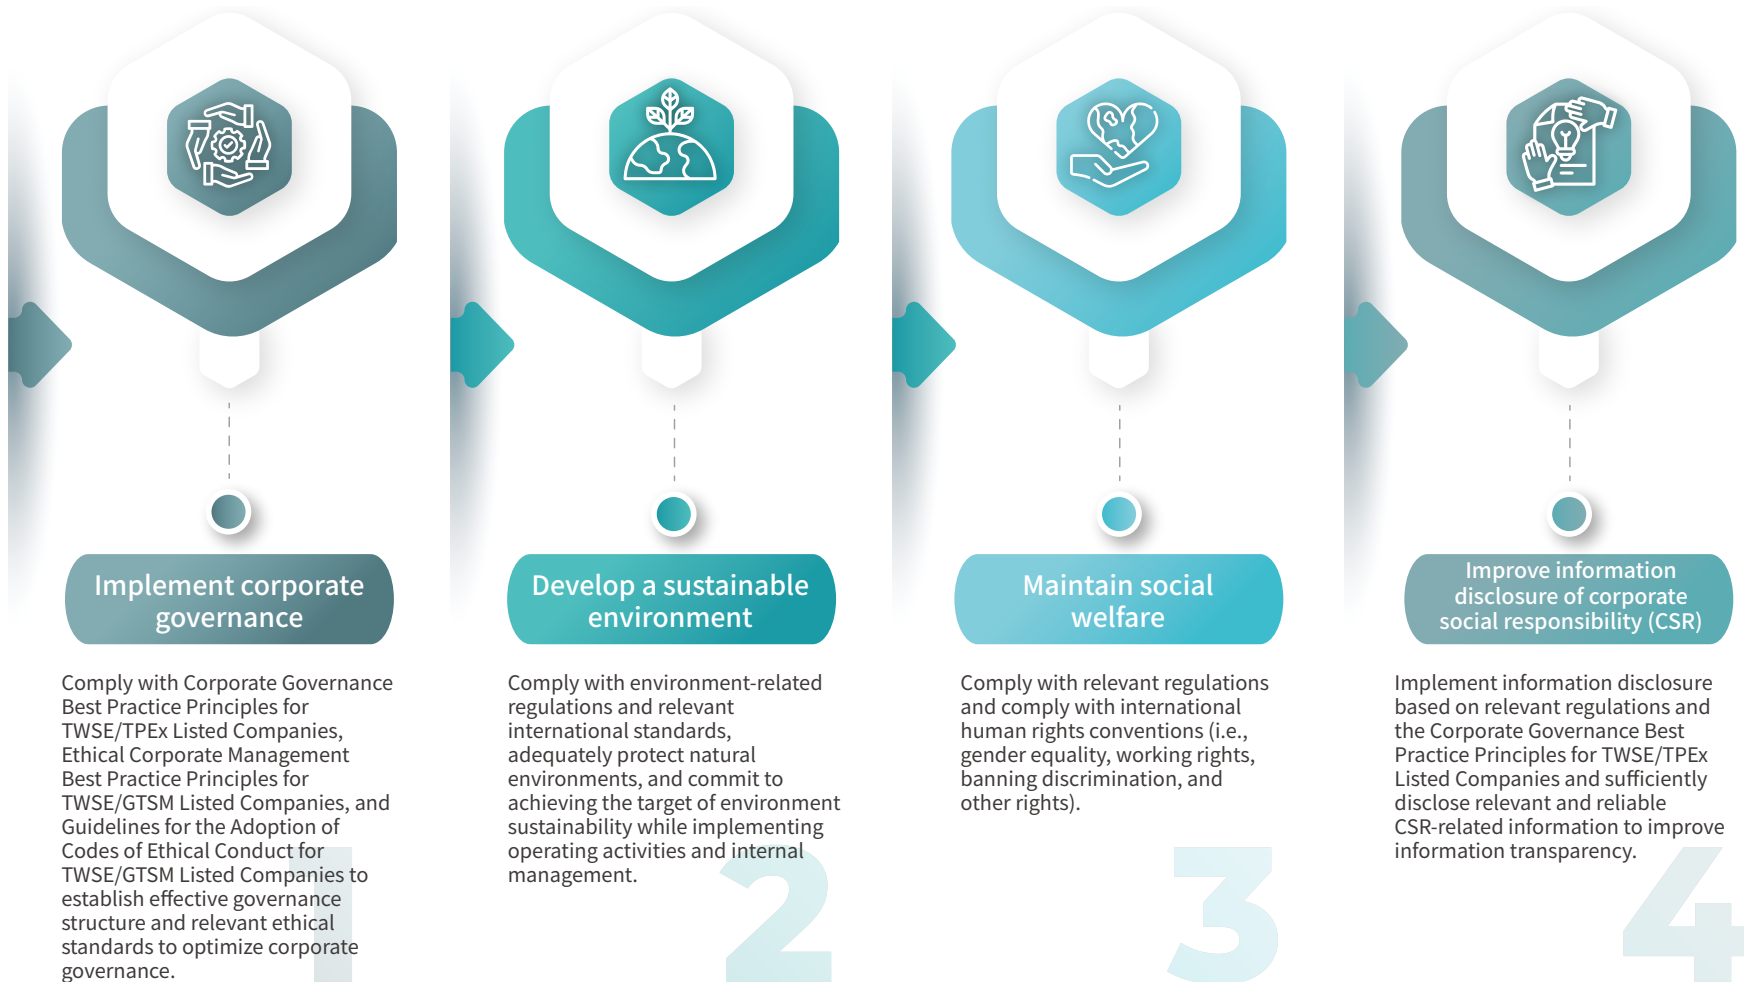 Implement corporate
governance
Comply with Corporate Governance
Best Practice Principles for
TWSE/TPEx Listed Companies,
Ethical Corporate Management
Best Practice Principles for
TWSE/GTSM Listed Companies, and
Guidelines for the Adoption of
Codes of Ethical Conduct for
TWSE/GTSM Listed Companies to
establish effective governance
structure and relevant ethical
standards to optimize corporate
governance.
1
Develop a sustainable
environment
Comply with environment-related
regulations and relevant
international standards,
adequately protect natural
environments, and commit to
achieving the target of environment
sustainability while implementing
operating activities and internal
management.
2
Maintain social
welfare
Comply with relevant regulations
and comply with international
human rights conventions (i.e.,
gender equality, working rights,
banning discrimination, and
other rights).
3
Improve information
disclosure of corporate
social responsibility (CSR)
Implement information disclosure
based on relevant regulations and
the Corporate Governance Best
Practice Principles for TWSE/TPEx
Listed Companies and sufficiently
disclose relevant and reliable
CSR-related information to improve
information transparency.
4